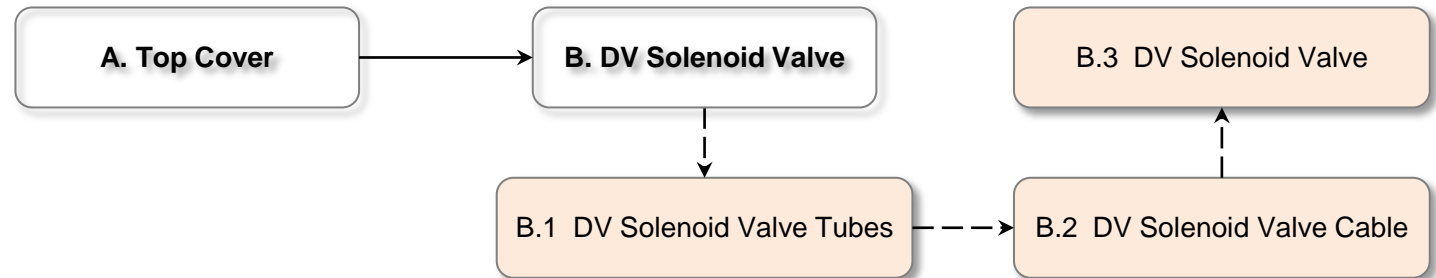 A. Top Cover
B. DV Solenoid Valve
B.3  DV Solenoid Valve
B.1  DV Solenoid Valve Tubes
B.2  DV Solenoid Valve Cable